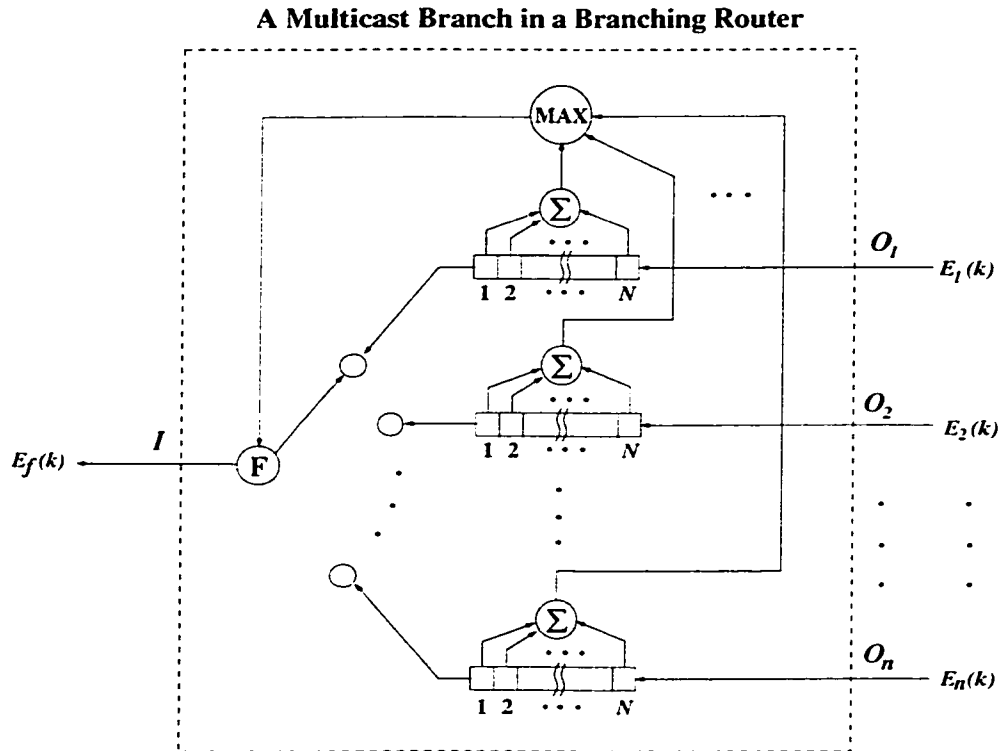 A Multicast Branch in a Branching Router
MAX
Σ
O1
E1(k)
1 2 N
Σ
O2
E2(k)
1 2 N
I
Ef(k)
F
Σ
On
En(k)
1 2 N